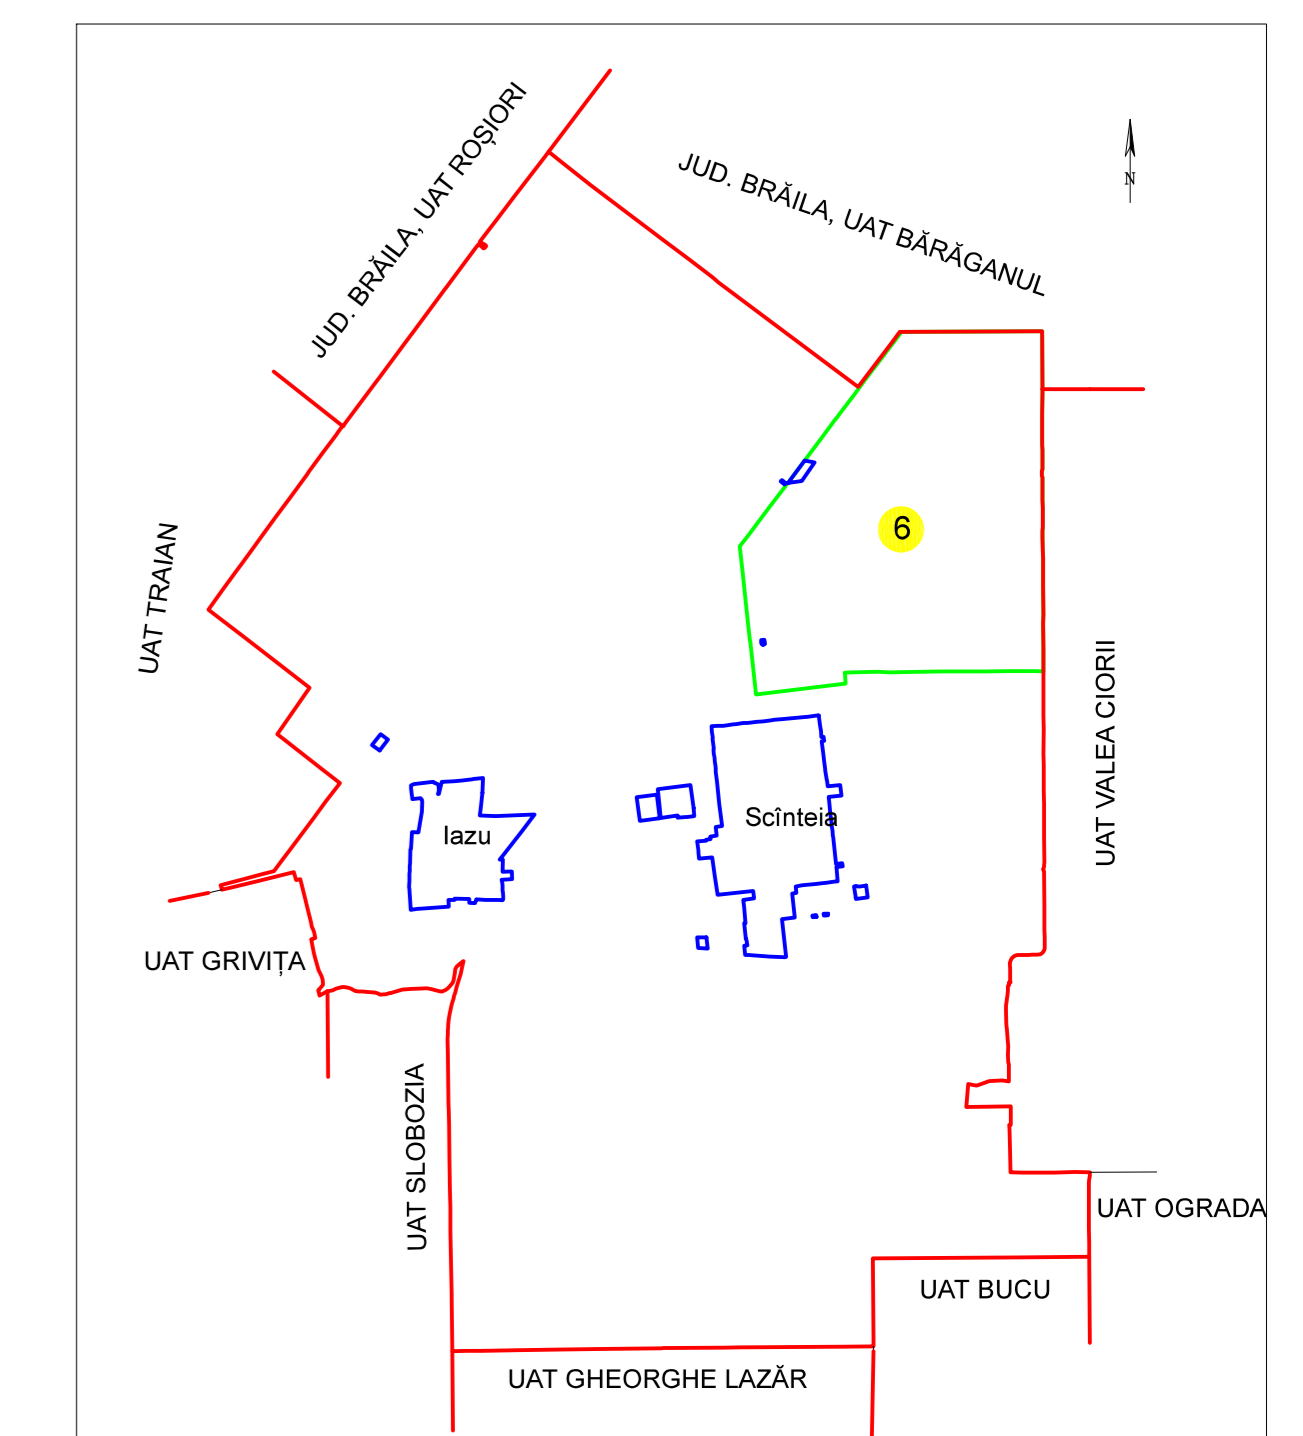 JUD. BRĂILA, UAT ROȘIORI
JUD. BRĂILA, UAT BĂRĂGANUL
N
6
UAT TRAIAN
UAT VALEA CIORII
Scînteia
Iazu
UAT GRIVIȚA
UAT SLOBOZIA
UAT OGRADA
UAT BUCU
UAT GHEORGHE LAZĂR